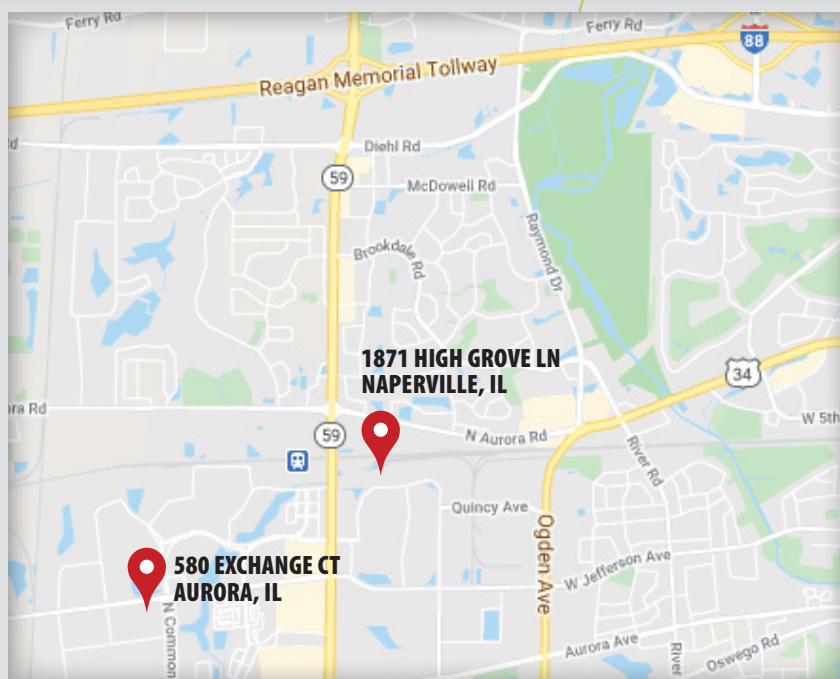 Ferry Rd
Ferry Rd
88
Reagan Memorial Tollway
Diehl Rd
59
McDowell Rd
Brookdale Rd
Raymond Dr
1871 HIGH GROVE LN
NAPERVILLE, IL
34
ora Rd
W 5th
59
N Aurora Rd
River Rd
Quincy Ave
Ogden Ave
580 EXCHANGE CT
AURORA, IL
W Jefferson Ave
N Common
Aurora Ave
River
Oswego Rd